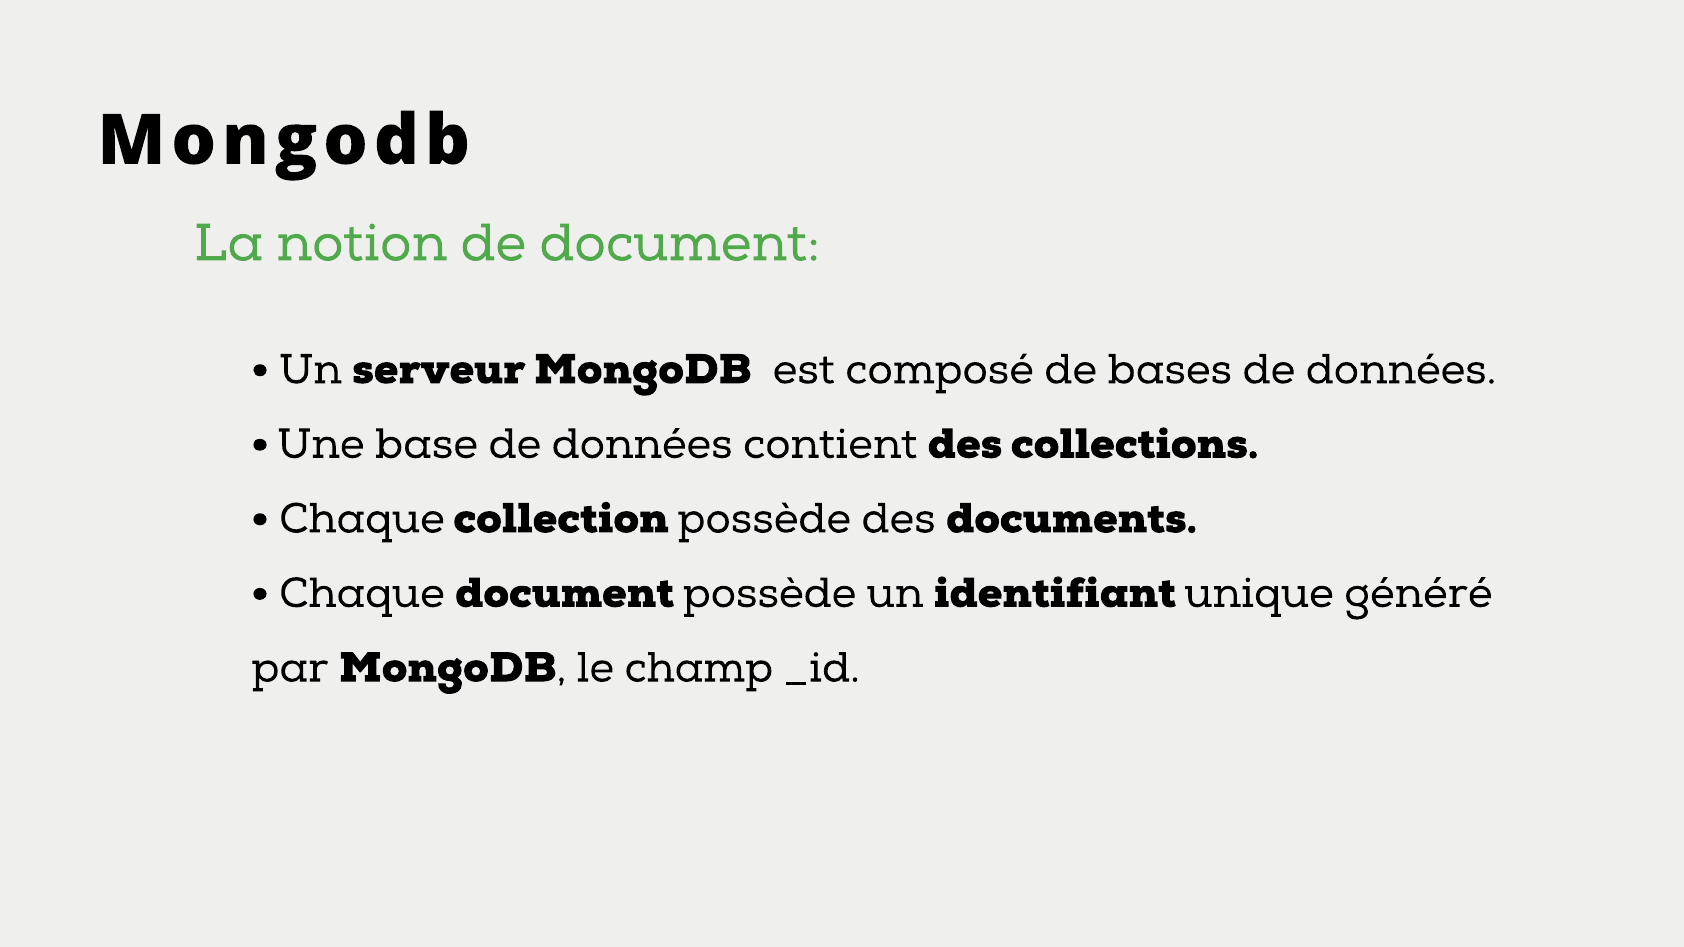 Mongodb
La notion de document:
• Un serveur MongoDB est composé de bases de données.
• Une base de données contient des collections.
• Chaque collection possède des documents.
• Chaque document possède un identifiant unique généré
par MongoDB, le champ _id.